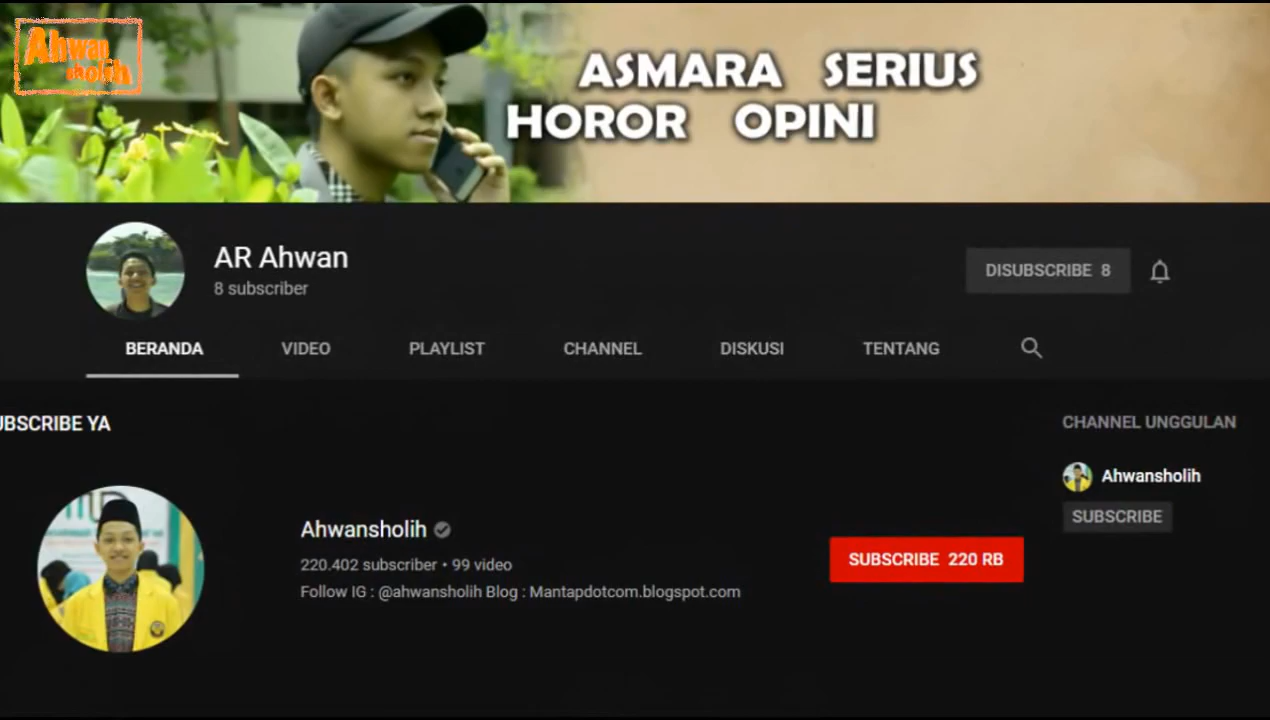 Ahwan
sholih
ASMARA SERIUS
HOROR OPINI
AR Ahwan
8 subscriber
DISUBSCRIBE 8
BERANDA VIDEO PLAYLIST CHANNEL DISKUSI TENTANG
UBSCRIBE YA
CHANNEL UNGGULAN
Ahwansholih
SUBSCRIBE
Ahwansholih
220.402 subscriber • 99 video
Follow IG : @ahwansholih Blog : Mantapdotcom.blogspot.com
SUBSCRIBE 220 RB